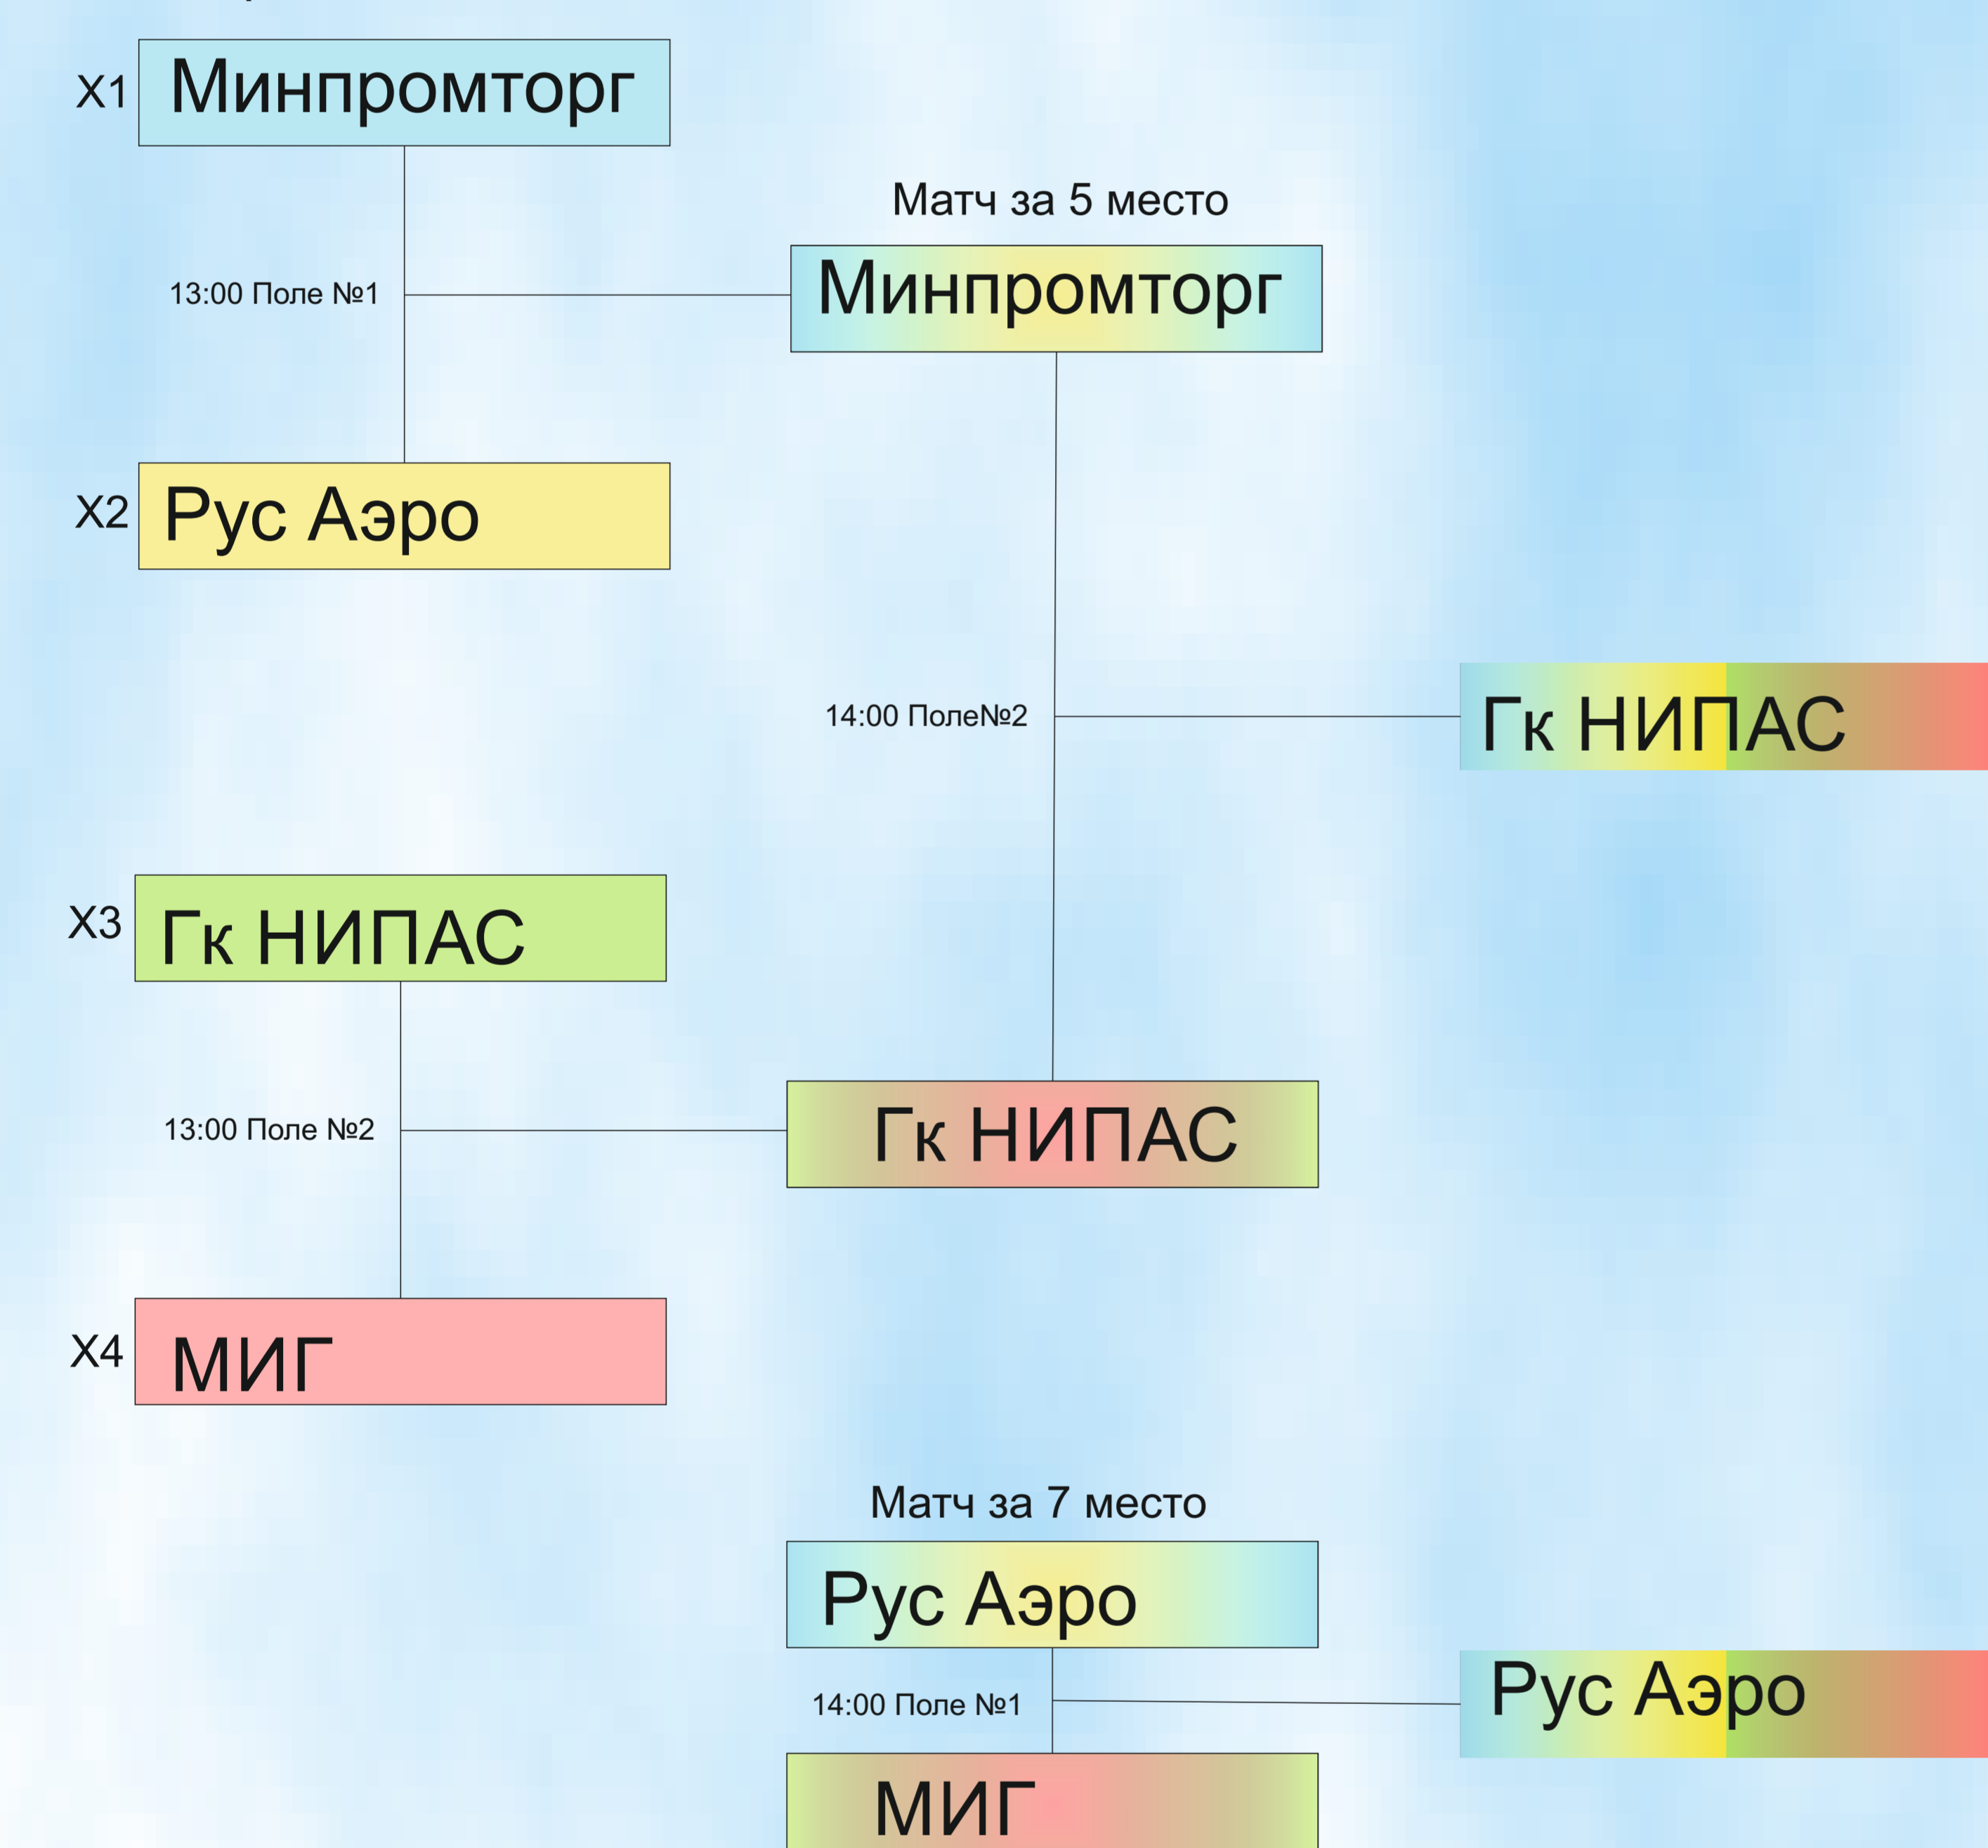 X1 Минпромторг
Матч за 5 место
13:00 Поле №1
Минпромторг
X2 Рус Аэро
14:00 Поле№2
Гк НИПАС
X3 Гк НИПАС
13:00 Поле №2
Гк НИПАС
X4 МИГ
Матч за 7 место
Рус Аэро
14:00 Поле №1
Рус Аэро
МИГ